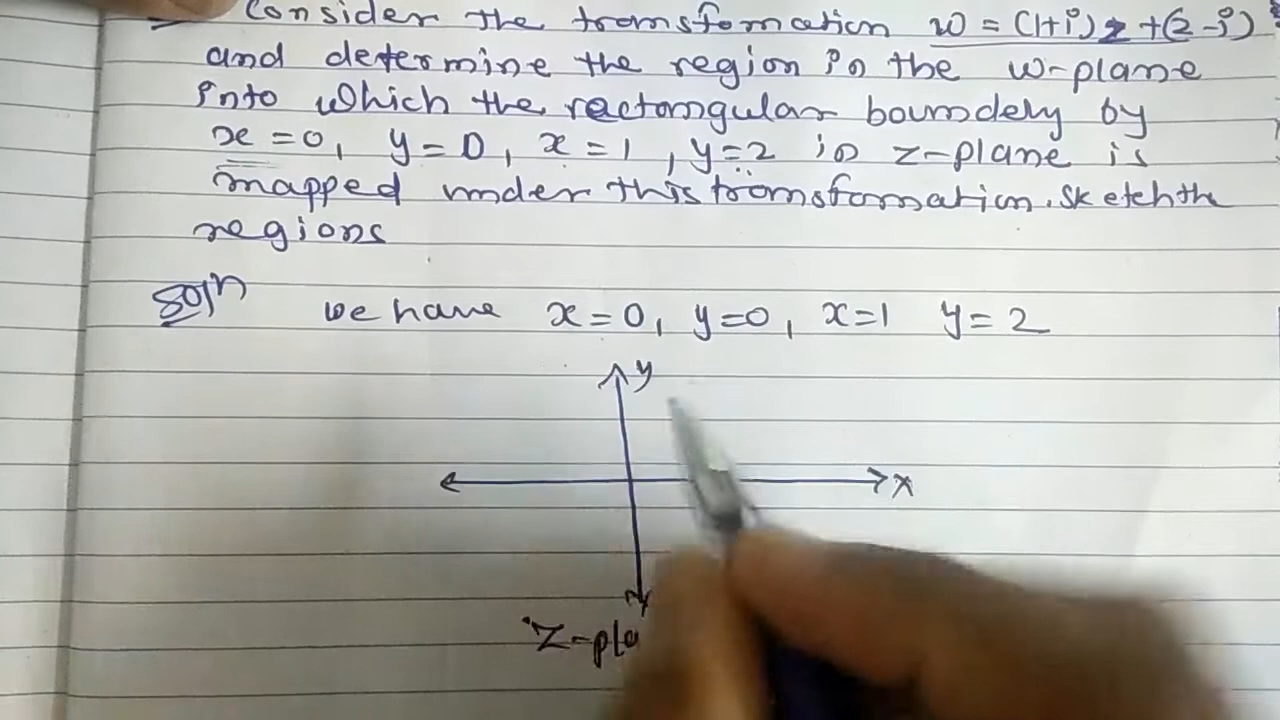 Consider the transformation w = (1+i) z + (2-i)
and determine the region in the w-plane
into which the rectangular boundely by
x = 0, y = 0, x = 1, y = 2 in z-plane is
mapped under this transformation. Sketch the
regions
Soln we have x = 0, y = 0, x = 1 y = 2
y
x
Z-pla